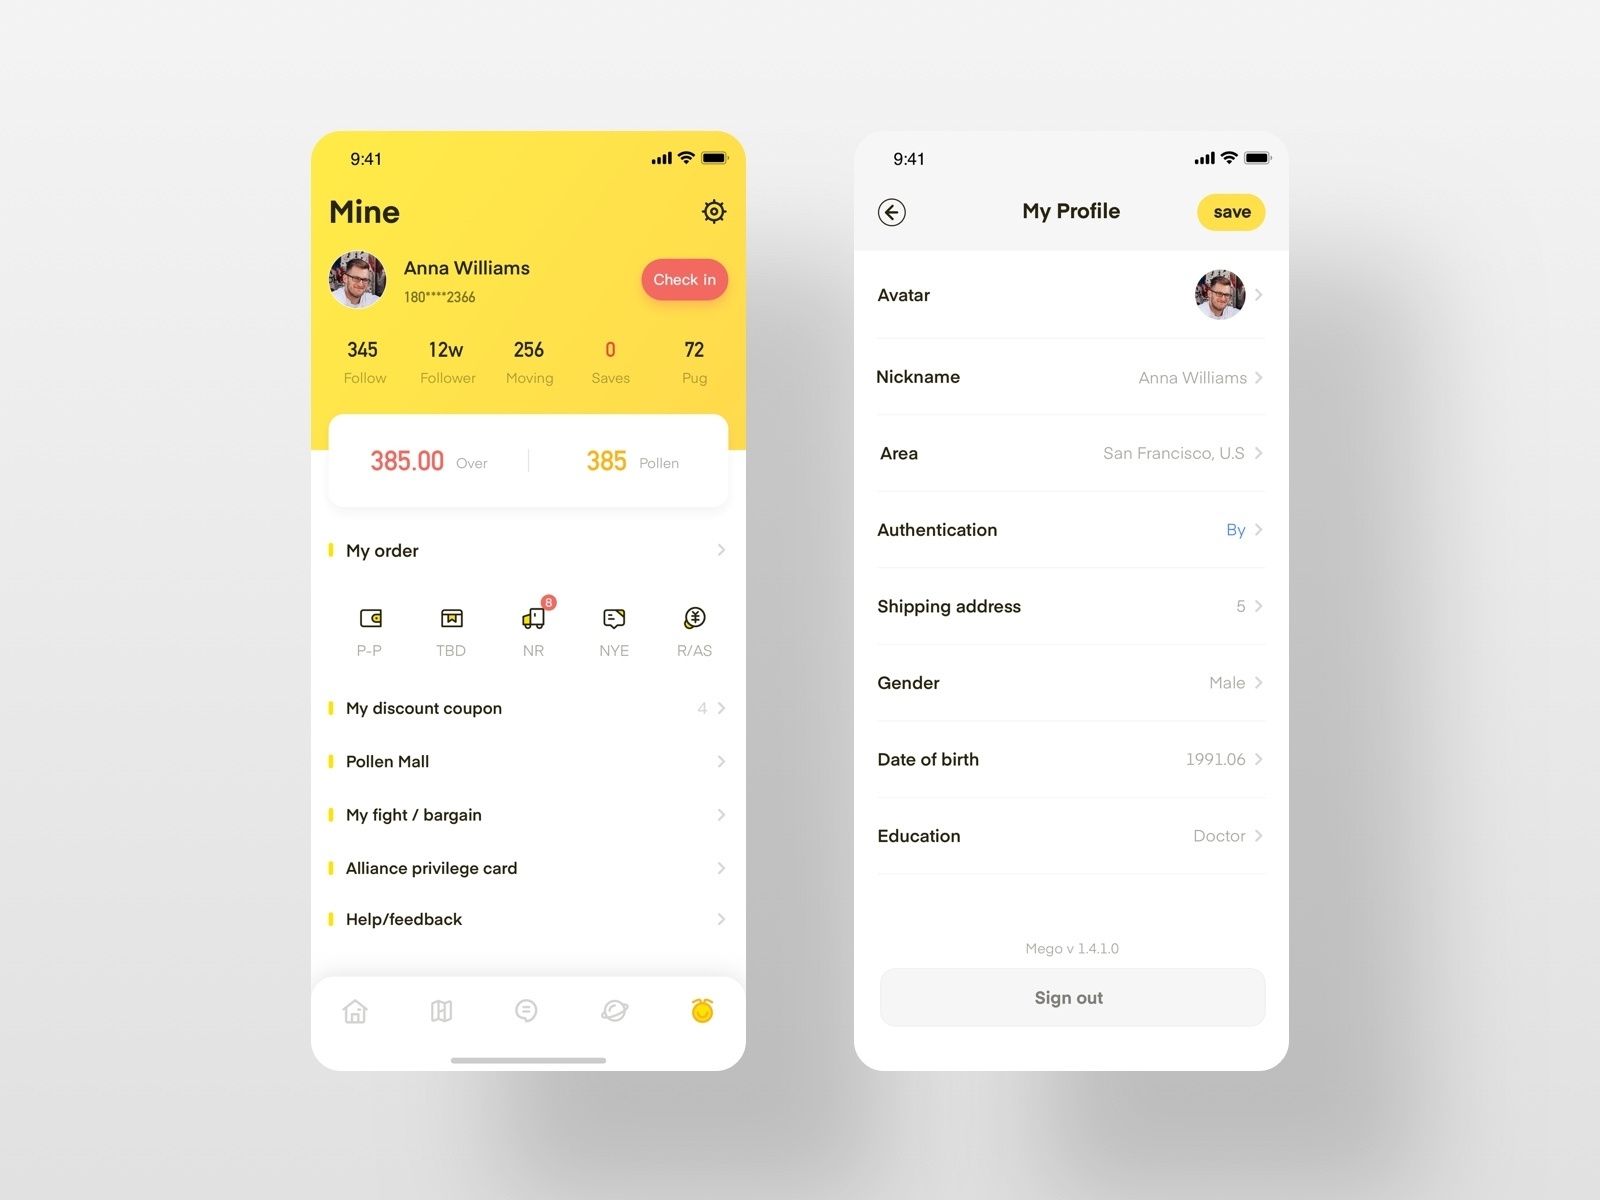 9:41
Mine
Anna Williams
180****2366
Check in
345 12w 256 0 72
Follow Follower Moving Saves Pug
385.00 Over 385 Pollen
My order
8
P-P TBD NR NYE R/AS
My discount coupon 4
Pollen Mall
My fight / bargain
Alliance privilege card
Help/feedback
9:41
My Profile save
Avatar
Nickname Anna Williams
Area San Francisco, U.S
Authentication By
Shipping address 5
Gender Male
Date of birth 1991.06
Education Doctor
Mego v 1.4.1.0
Sign out